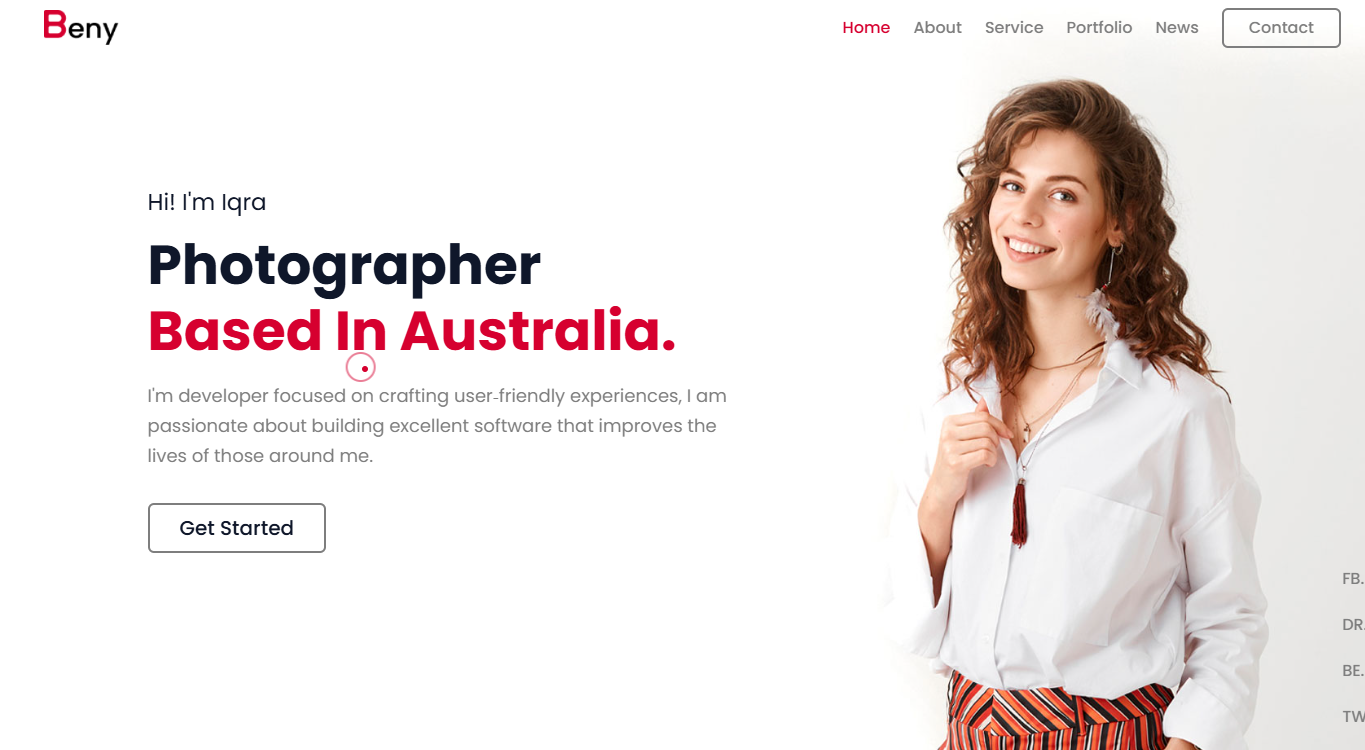 Beny
Home About Service Portfolio News Contact
Hi! I'm Iqra
Photographer
Based In Australia.
I'm developer focused on crafting user-friendly experiences, I am
passionate about building excellent software that improves the
lives of those around me.
Get Started
FB.
DR.
BE.
TW